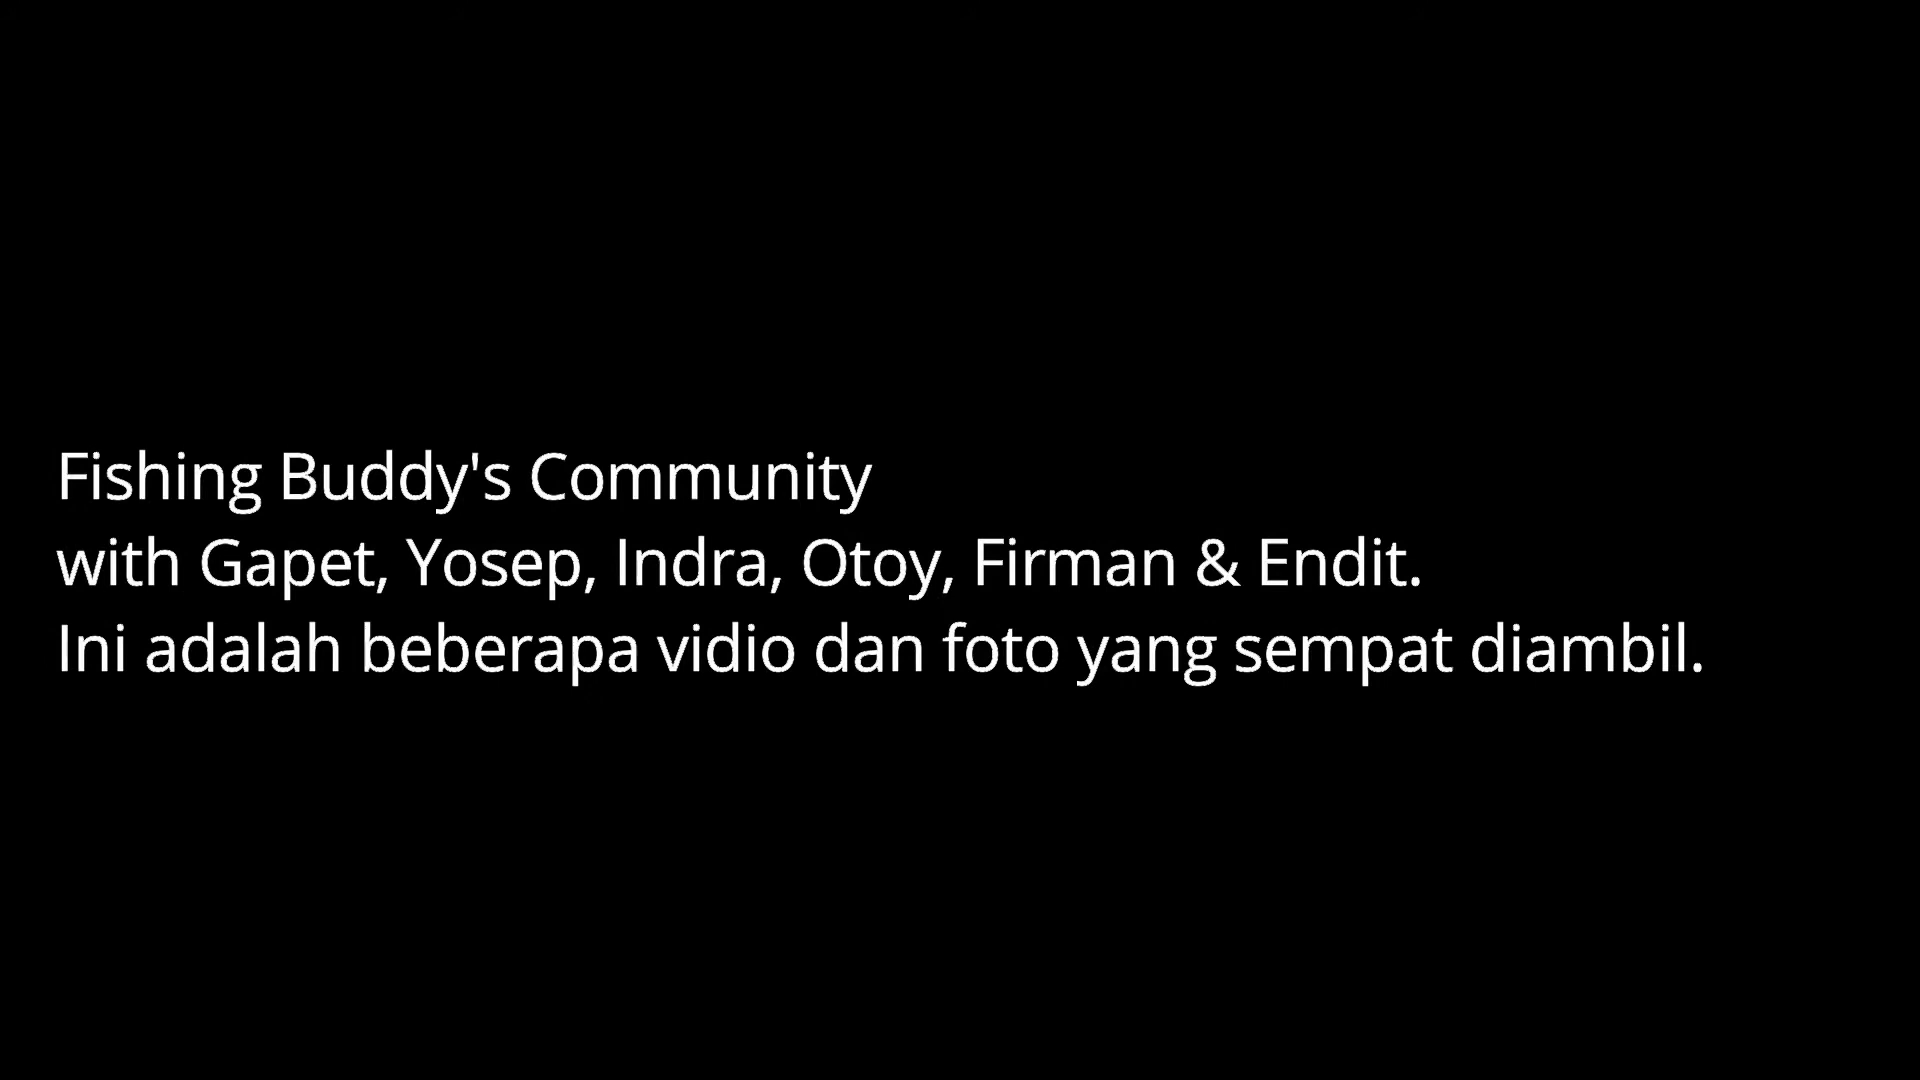 Fishing Buddy's Community
with Gapet, Yosep, Indra, Otoy, Firman & Endit.
Ini adalah beberapa vidio dan foto yang sempat diambil.